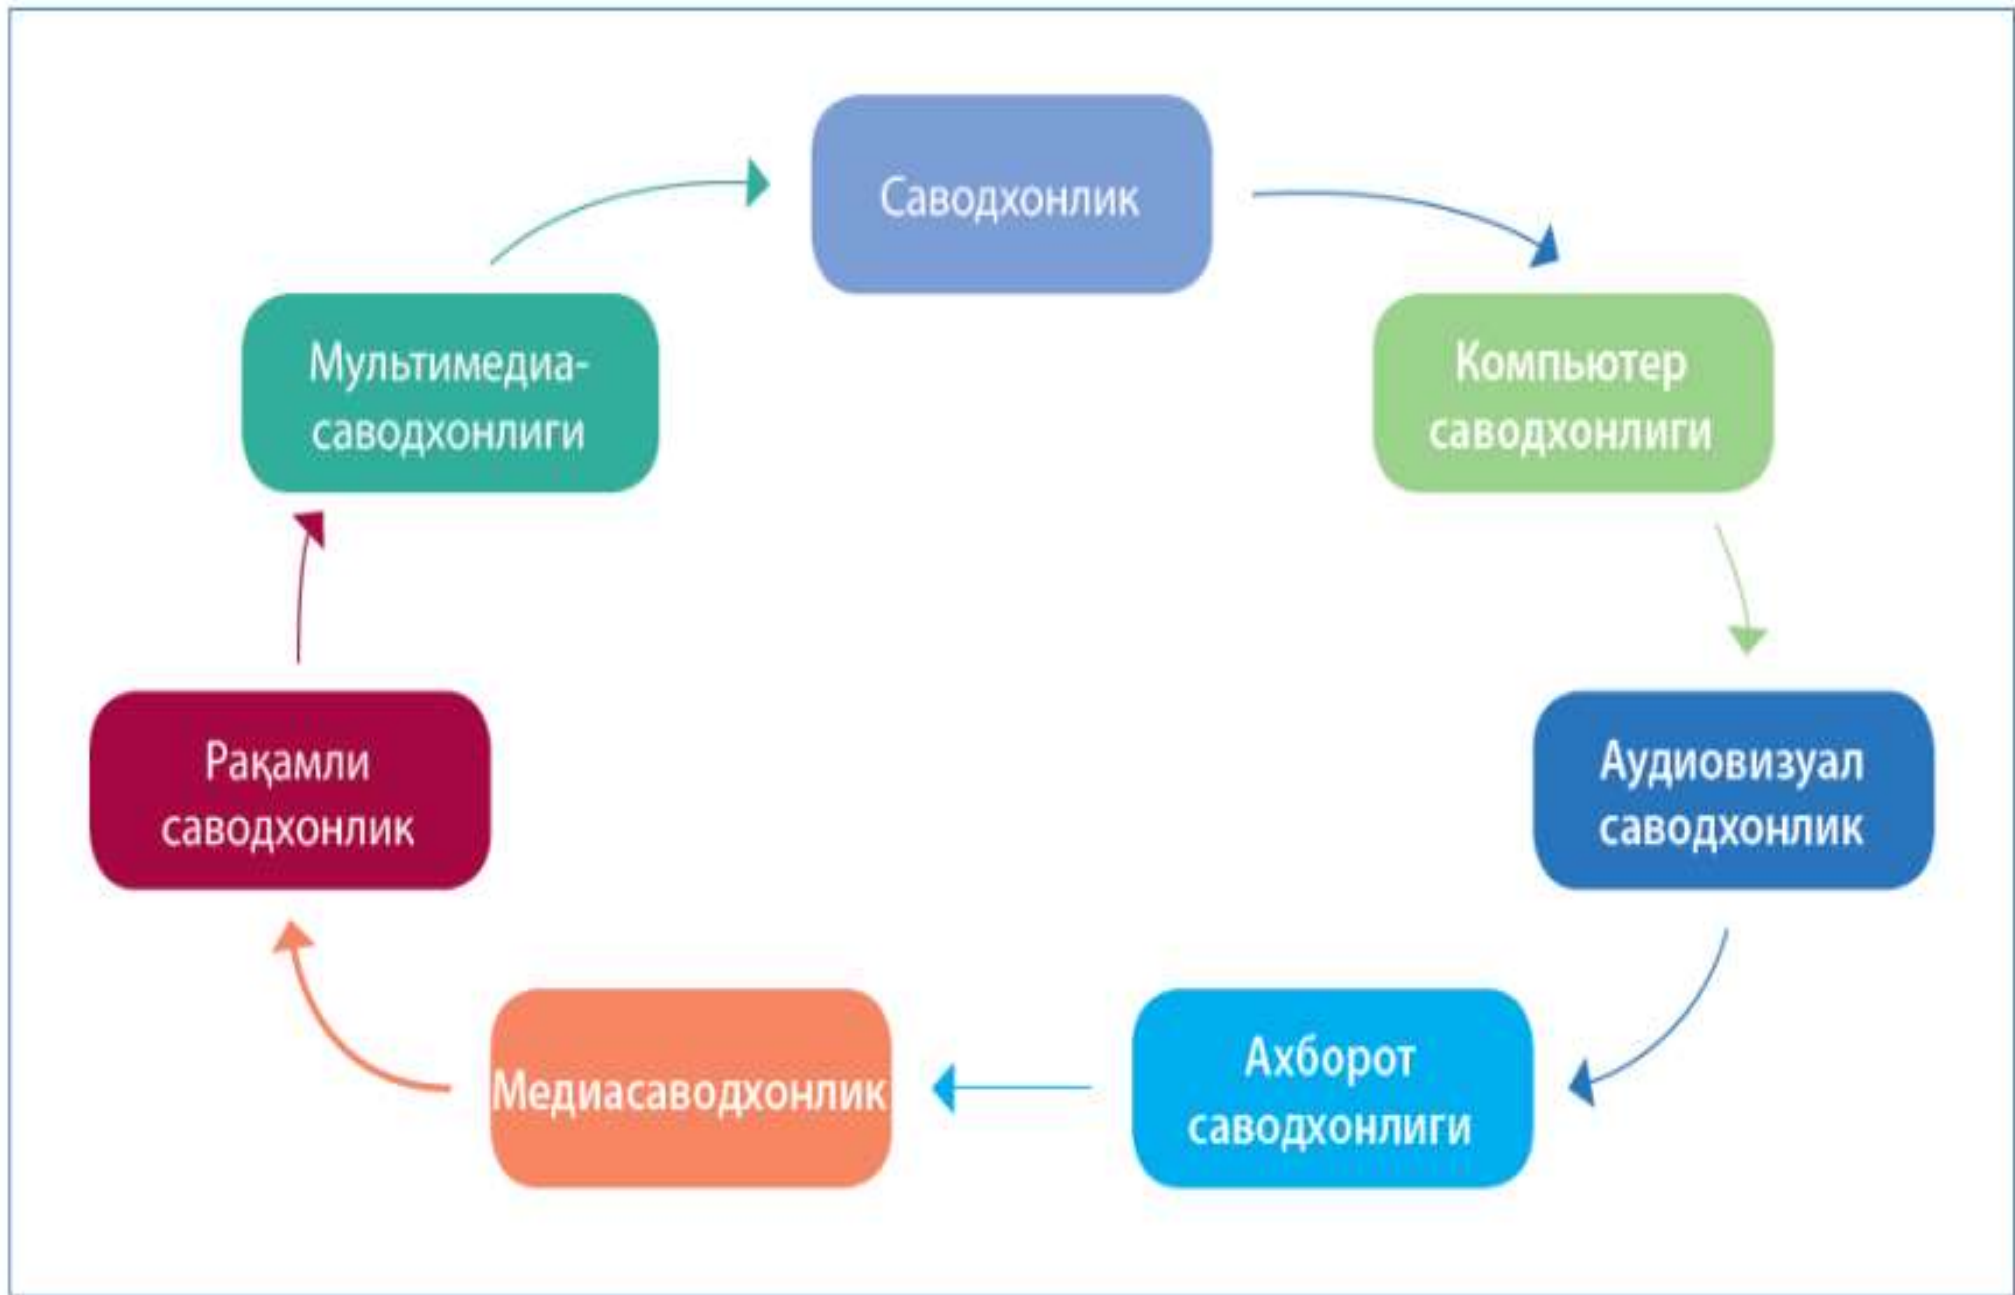 Саводхонлик
Компьютер
саводхонлиги
Аудиовизуал
саводхонлик
Ахборот
саводхонлиги
Медиасаводхонлик
Рақамли
саводхонлик
Мультимедиа-
саводхонлиги